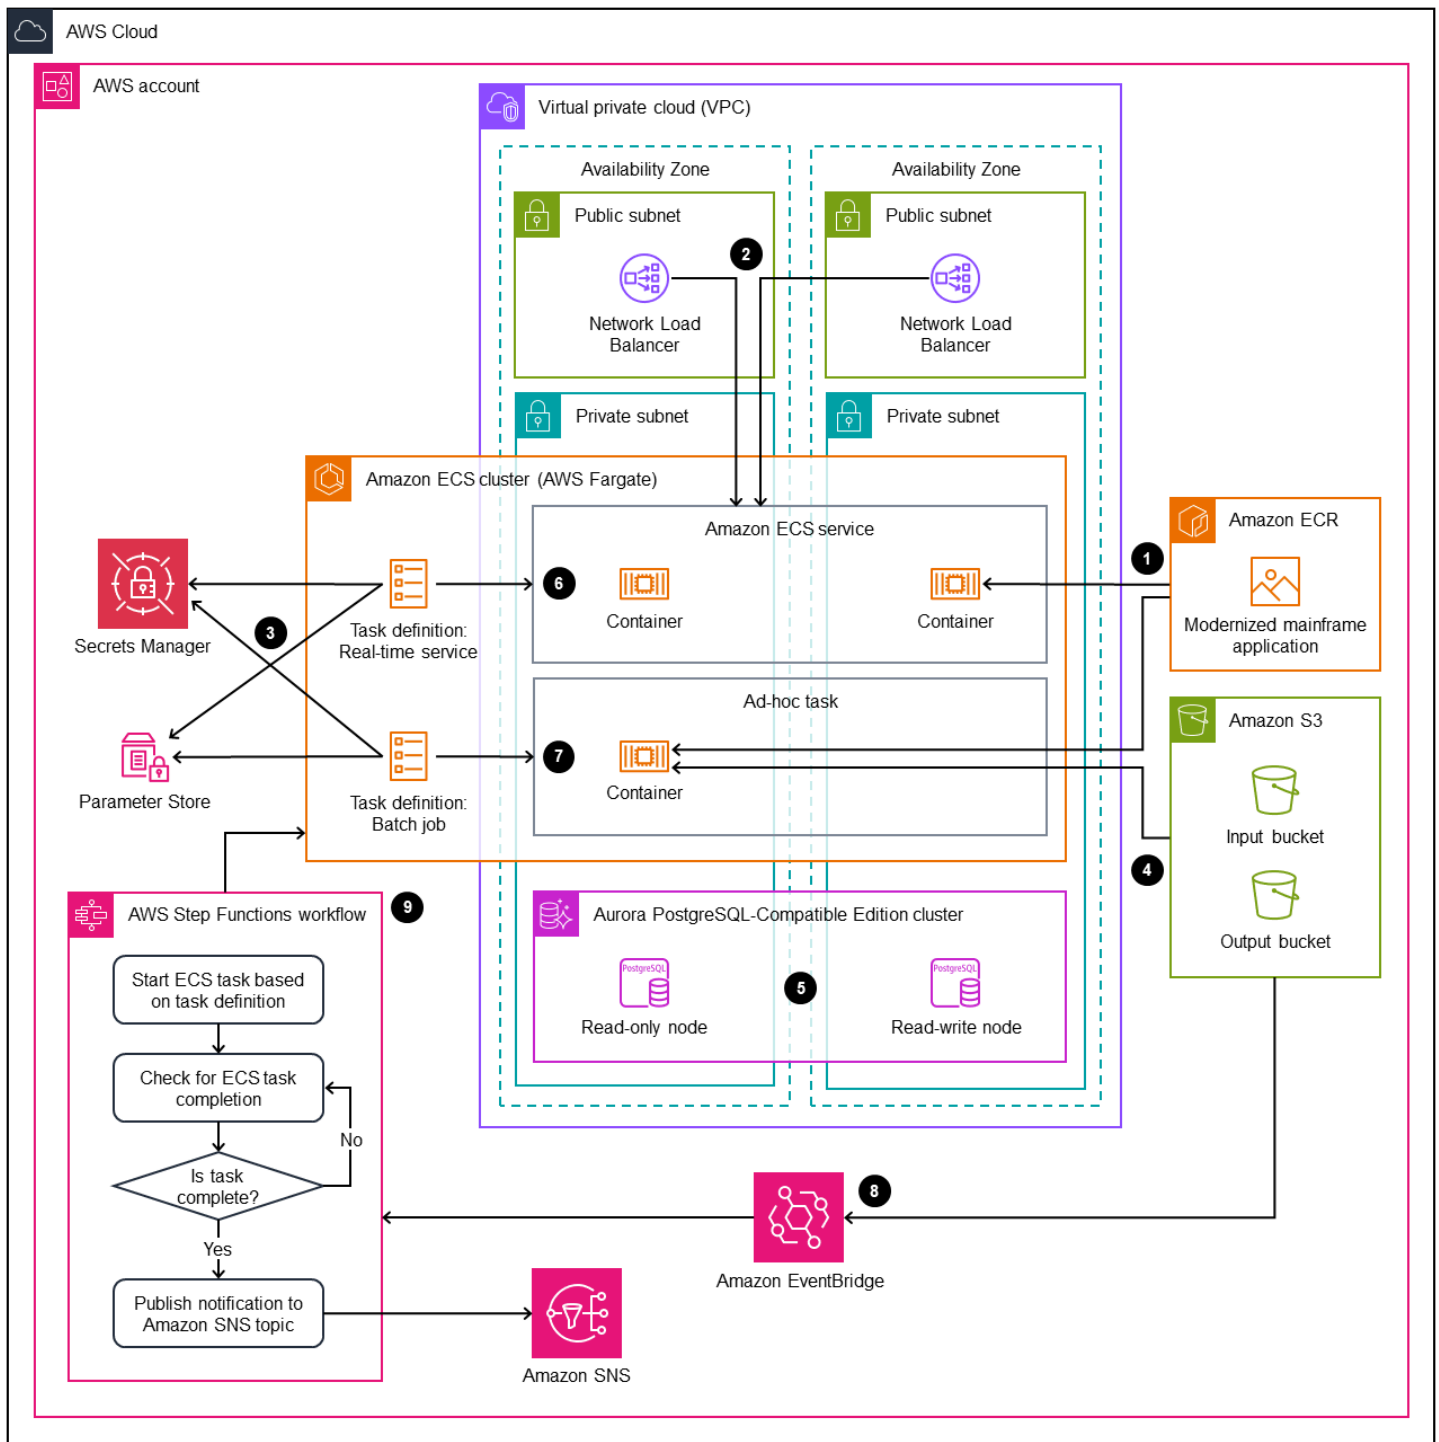 AWS Cloud
AWS account
Virtual private cloud (VPC)
Availability Zone
Availability Zone
Public subnet
Public subnet
2
Network Load
Balancer
Network Load
Balancer
Private subnet
Private subnet
Amazon ECS cluster (AWS Fargate)
Amazon ECS service
Amazon ECR
1
6
Container
Container
Modernized mainframe
application
Secrets Manager
3
Task definition:
Real-time service
Ad-hoc task
Amazon S3
7
Container
Parameter Store
Task definition:
Batch job
Input bucket
4
Output bucket
AWS Step Functions workflow
9
Aurora PostgreSQL-Compatible Edition cluster
PostgreSQL
PostgreSQL
5
Read-only node
Read-write node
Start ECS task based
on task definition
Check for ECS task
completion
No
Is task
complete?
Yes
8
Amazon EventBridge
Publish notification to
Amazon SNS topic
Amazon SNS